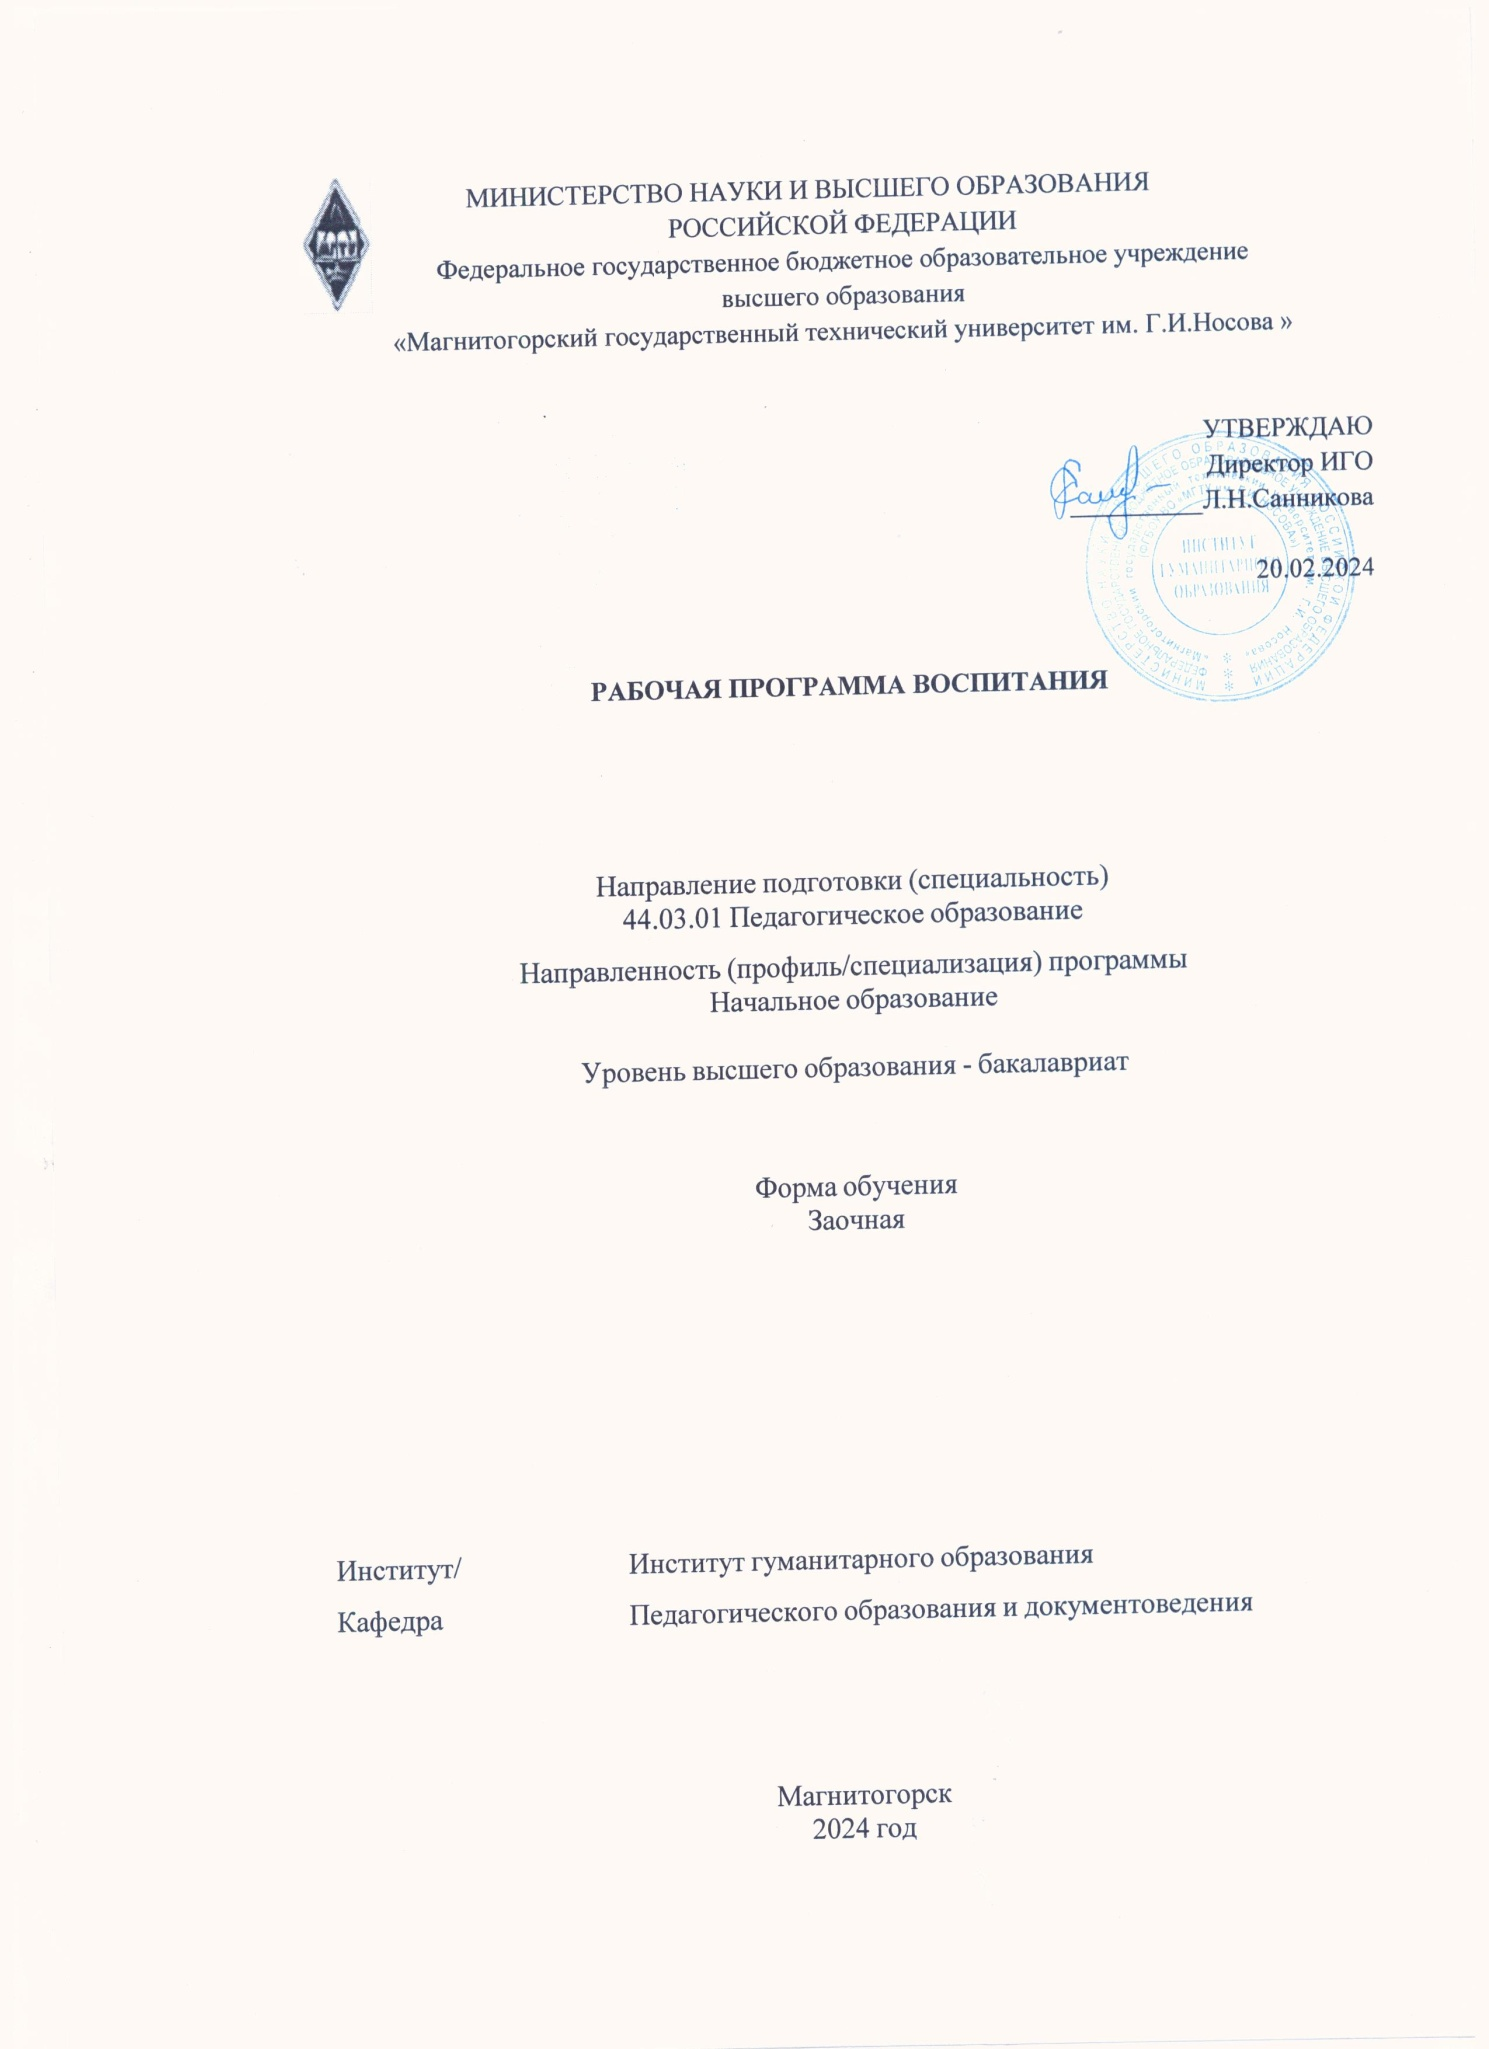 МИНИСТЕРСТВО НАУКИ И ВЫСШЕГО ОБРАЗОВАНИЯ
РОССИЙСКОЙ ФЕДЕРАЦИИ
Федеральное государственное бюджетное образовательное учреждение
высшего образования
«Магнитогорский государственный технический университет им. Г.И.Носова »
УТВЕРЖДАЮ
Директор ИГО
Л.Н.Санникова
20.02.2024
ИНСТИТУТ
ГУМАНИТАРНОГО
ОБРАЗОВАНИЯ
РАБОЧАЯ ПРОГРАММА ВОСПИТАНИЯ
Направление подготовки (специальность)
44.03.01 Педагогическое образование
Направленность (профиль/специализация) программы
Начальное образование
Уровень высшего образования - бакалавриат
Форма обучения
Заочная
Институт/ Институт гуманитарного образования
Кафедра Педагогического образования и документоведения
Магнитогорск
2024 год